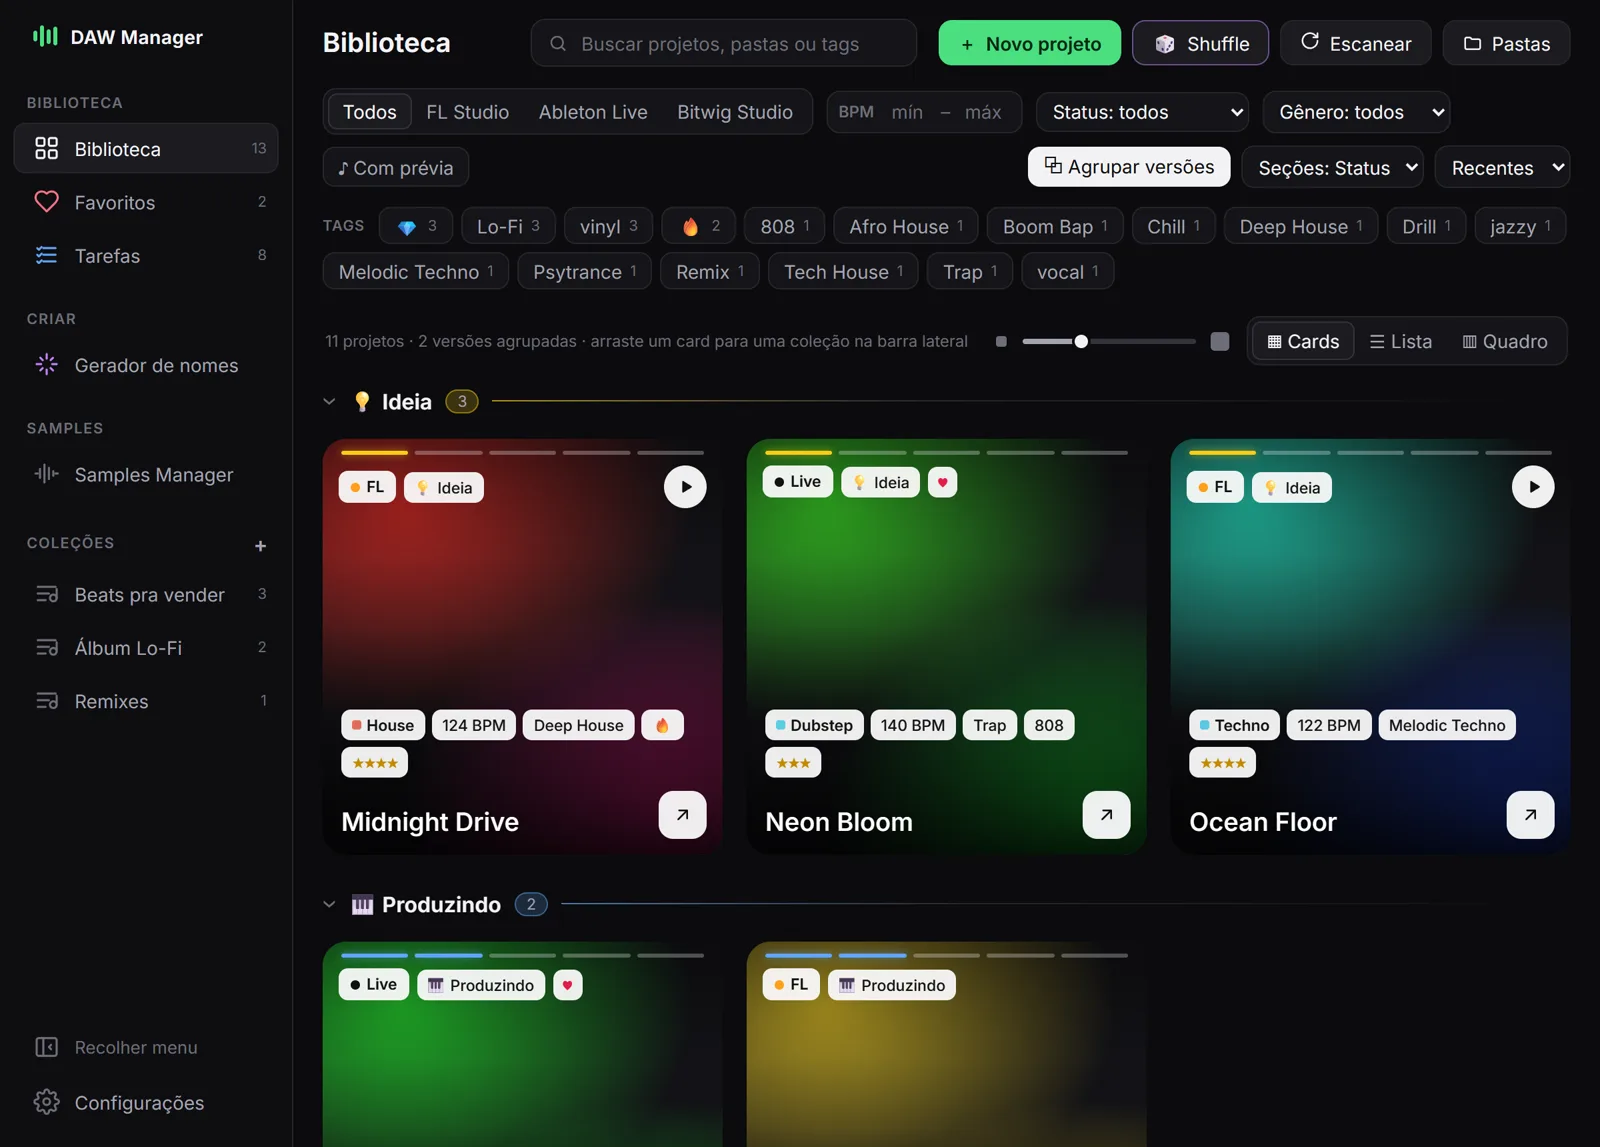 DAW Manager
BIBLIOTECA
Biblioteca 13
Favoritos 2
Tarefas 8
CRIAR
Gerador de nomes
SAMPLES
Samples Manager
COLEÇÕES +
Beats pra vender 3
Álbum Lo-Fi 2
Remixes 1
Recolher menu
Configurações
Biblioteca
Buscar projetos, pastas ou tags
+ Novo projeto
Shuffle
Escanear
Pastas
Todos FL Studio Ableton Live Bitwig Studio
BPM mín – máx
Status: todos
Gênero: todos
♪ Com prévia
Agrupar versões
Seções: Status
Recentes
TAGS 💎 3 Lo-Fi 3 vinyl 3 🔥 2 808 1 Afro House 1 Boom Bap 1 Chill 1 Deep House 1 Drill 1 jazzy 1
Melodic Techno 1 Psytrance 1 Remix 1 Tech House 1 Trap 1 vocal 1
11 projetos · 2 versões agrupadas · arraste um card para uma coleção na barra lateral
Cards Lista Quadro
💡 Ideia 3
FL 💡 Ideia
House 124 BPM Deep House 🔥
★★★★
Midnight Drive
Live 💡 Ideia
Dubstep 140 BPM Trap 808
★★★
Neon Bloom
FL 💡 Ideia
Techno 122 BPM Melodic Techno
★★★★
Ocean Floor
🎹 Produzindo 2
Live 🎹 Produzindo
FL 🎹 Produzindo